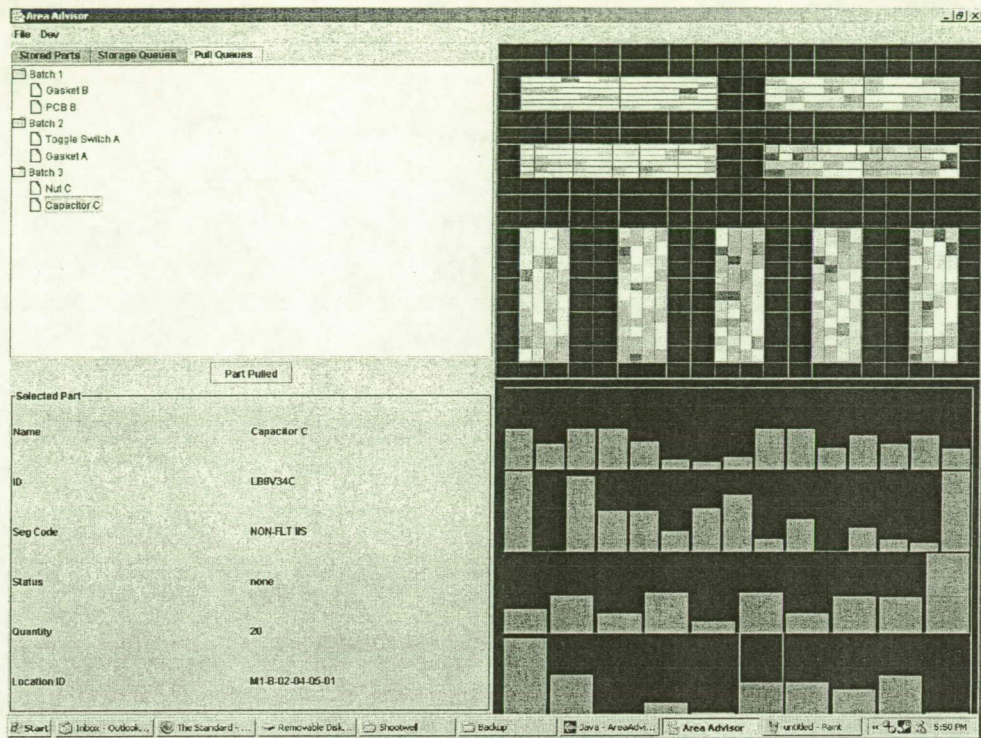 Area Advisor
File Dev
Stored Parts Storage Queues Pull Queues
Batch 1
Gasket B
PCB B
Batch 2
Toggle Switch A
Gasket A
Batch 3
Nut C
Capacitor C
Part Pulled
Selected Part
Name Capacitor C
ID LB8V34C
Seg Code NON-FLT I/S
Status none
Quantity 20
Location ID M1-B-02-04-05-01
Start Inbox - Outlook... The Standard - ... Removable Disk... Shootwell Backup Java - AreaAdvi... Area Advisor untitled - Paint 5:50 PM